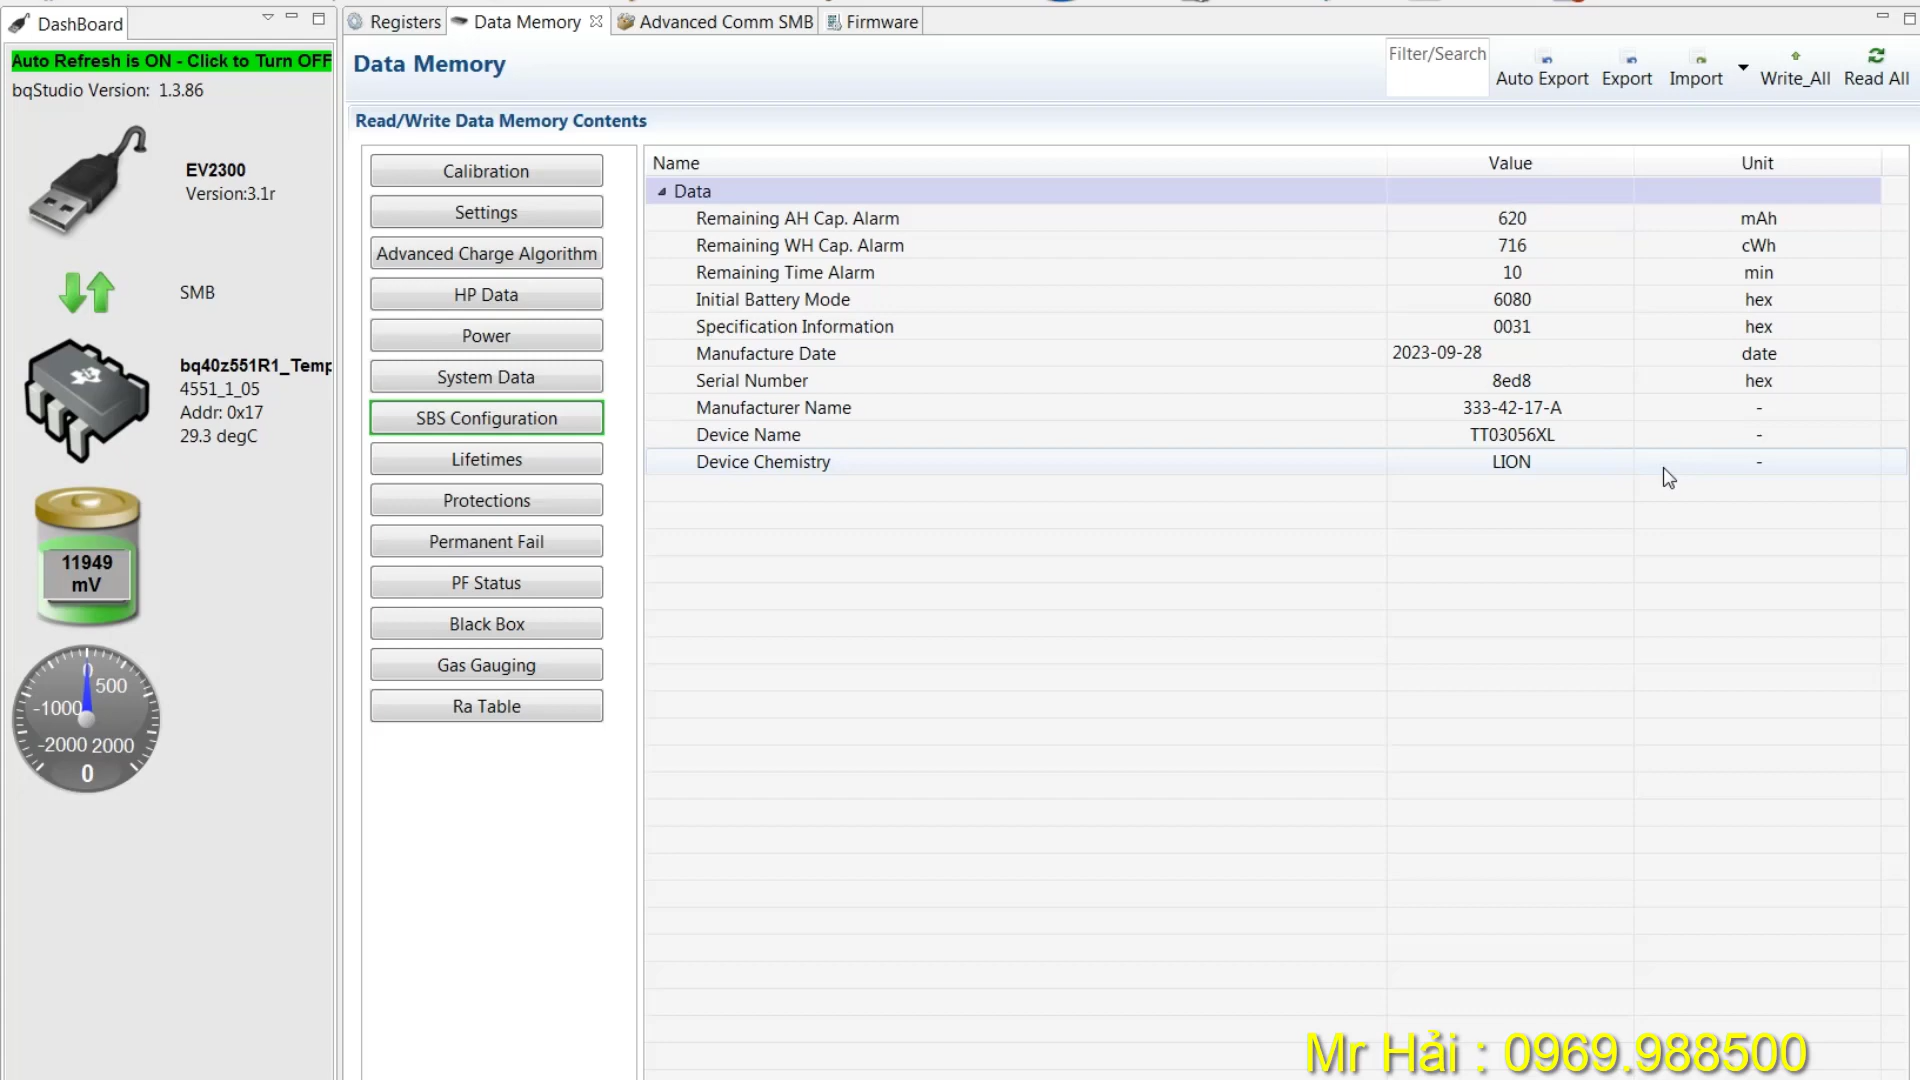 DashBoard
Auto Refresh is ON - Click to Turn OFF
bqStudio Version: 1.3.86
EV2300
Version:3.1r
SMB
bq40z551R1_Temp
4551_1_05
Addr: 0x17
29.3 degC
11949
mV
0
500
-1000
-2000 2000
0
Registers
Data Memory
Advanced Comm SMB
Firmware
Data Memory
Filter/Search
Auto Export
Export
Import
Write_All
Read All
Read/Write Data Memory Contents
Calibration
Settings
Advanced Charge Algorithm
HP Data
Power
System Data
SBS Configuration
Lifetimes
Protections
Permanent Fail
PF Status
Black Box
Gas Gauging
Ra Table
Name Value Unit
Data
Remaining AH Cap. Alarm 620 mAh
Remaining WH Cap. Alarm 716 cWh
Remaining Time Alarm 10 min
Initial Battery Mode 6080 hex
Specification Information 0031 hex
Manufacture Date 2023-09-28 date
Serial Number 8ed8 hex
Manufacturer Name 333-42-17-A -
Device Name TT03056XL -
Device Chemistry LION -
Mr Hải : 0969.988500